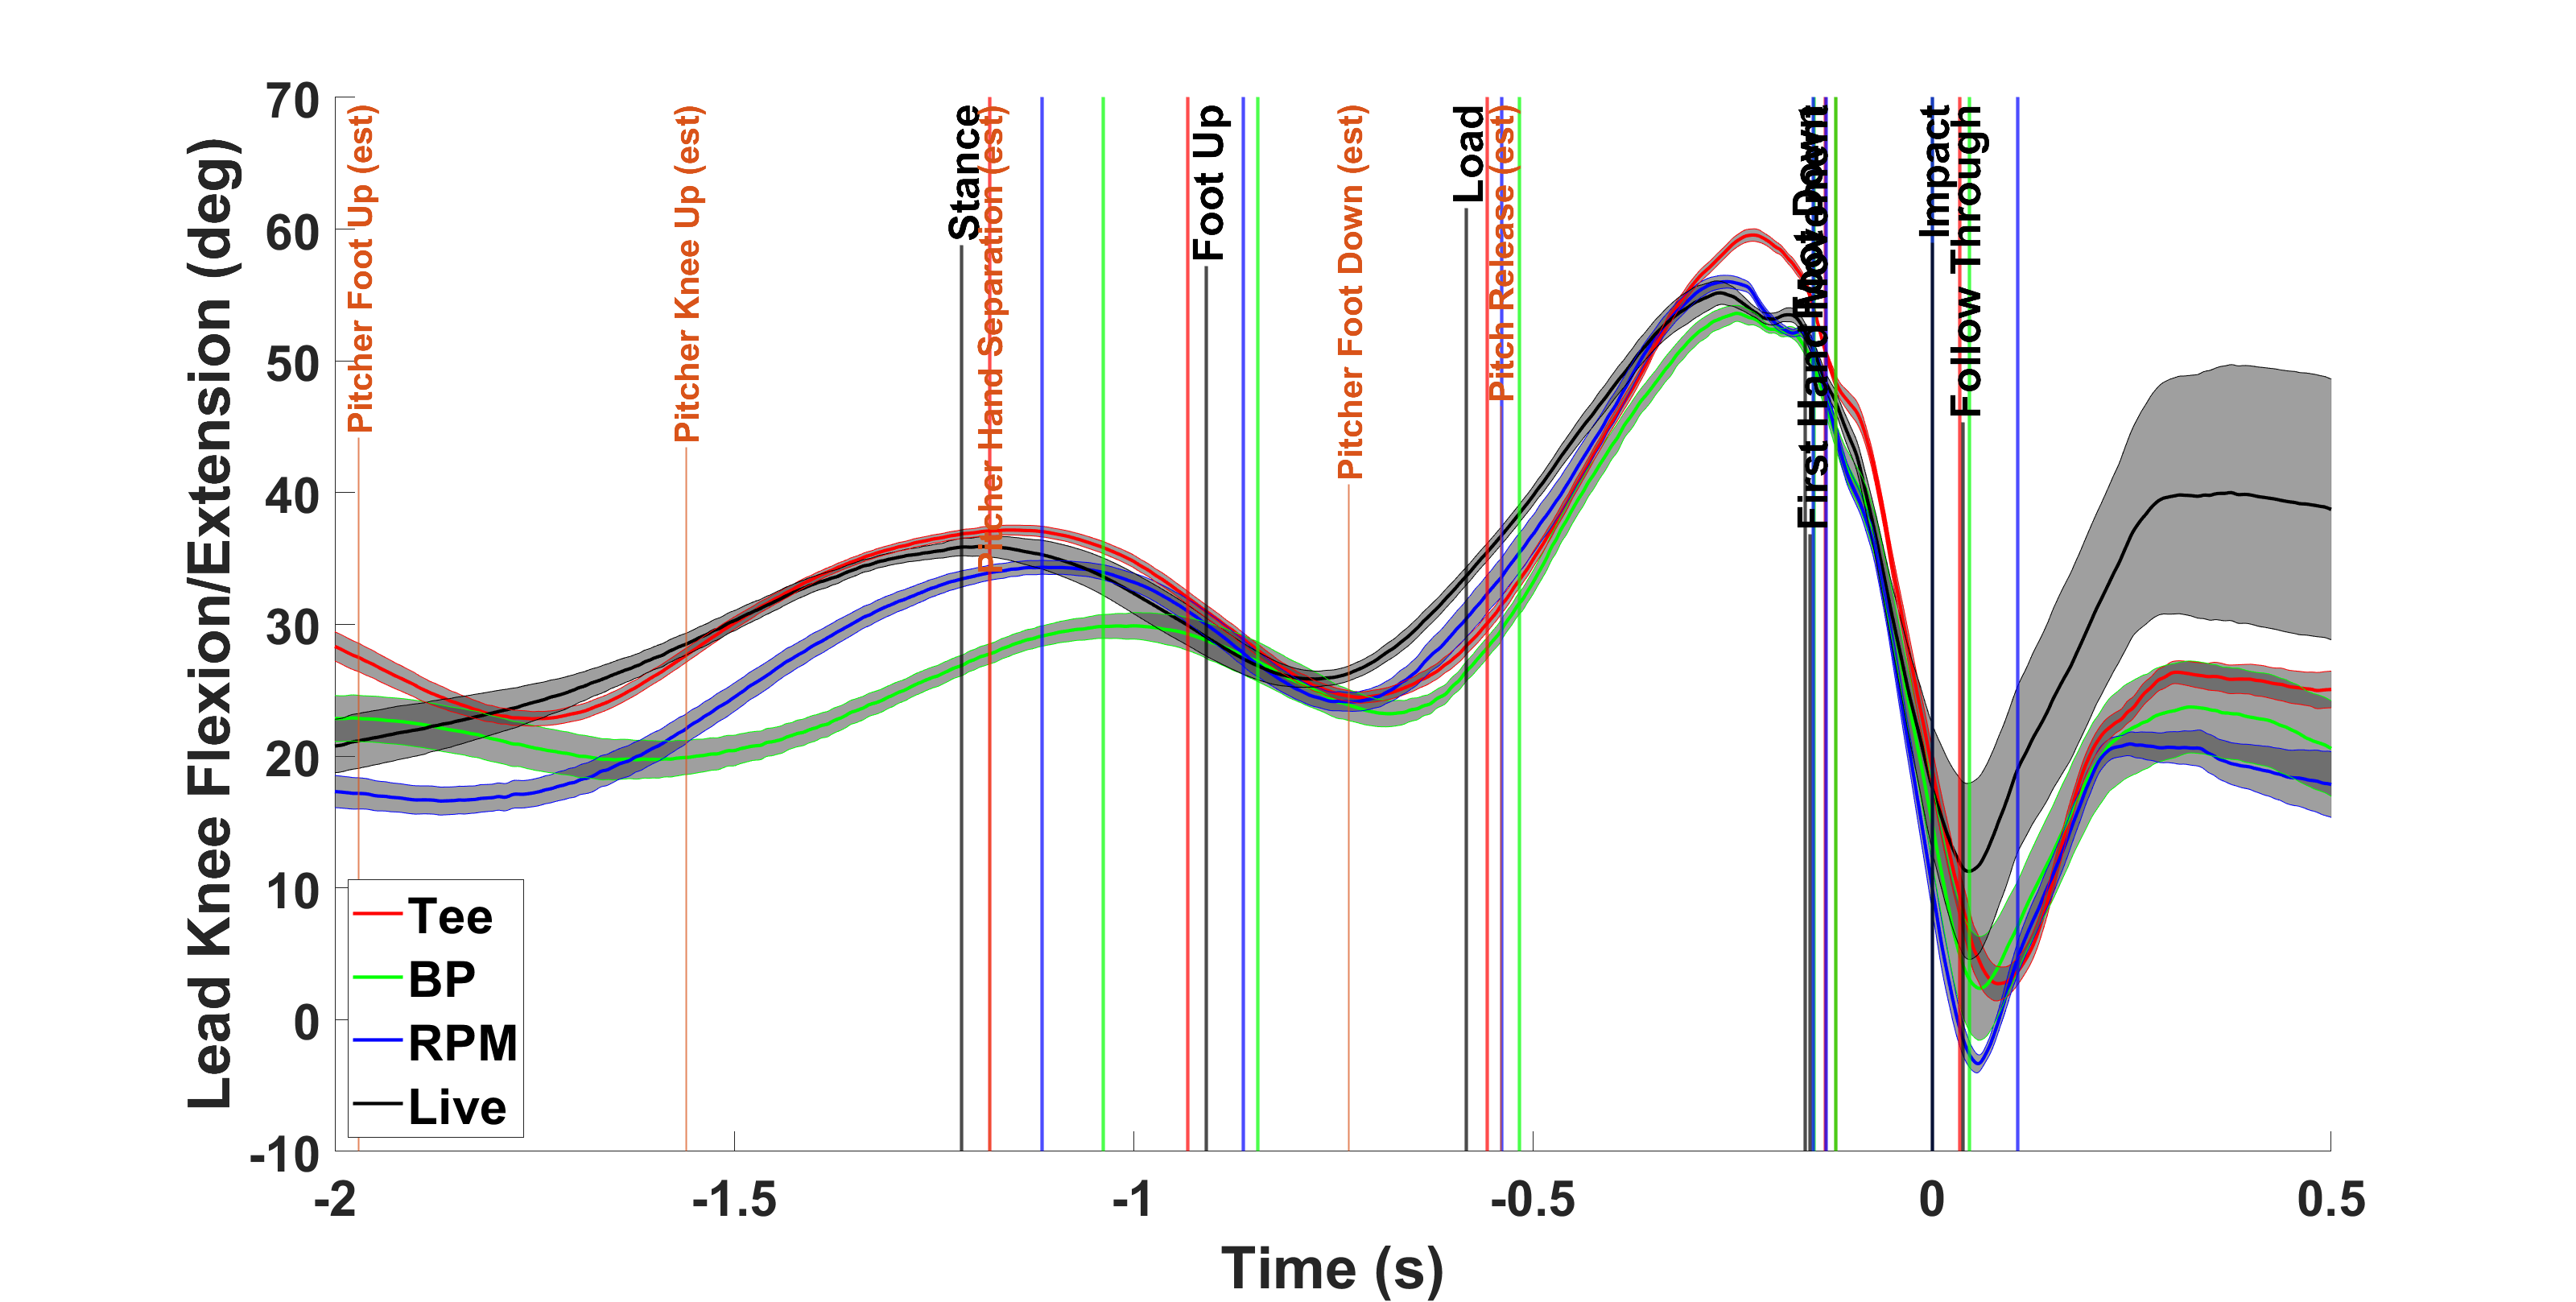 Lead Knee Flexion/Extension (deg)
70
60
50
40
30
20
10
0
-10
Pitcher Foot Up (est)
Pitcher Knee Up (est)
Stance
Pitcher Hand Separation (est)
Foot Up
Pitcher Foot Down (est)
Load
Pitch Release (est)
Foot Down
First Hand Movement
Impact
Follow Through
Tee
BP
RPM
Live
-2
-1.5
-1
-0.5
0
0.5
Time (s)